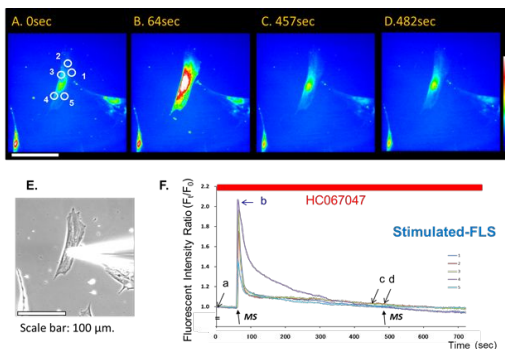 A. 0sec
B. 64sec
C. 457sec
D.482sec
2
1
3
4
5
E.
Scale bar: 100 μm.
F.
Fluorescent Intensity Ratio (Ft/F0)
2.2
2.0
1.8
1.6
1.4
1.2
1.0
=
HC067047
b
Stimulated-FLS
1
2
3
4
5
a
c d
MS
MS
0
100
200
300
400
500
600
700
Time (sec)